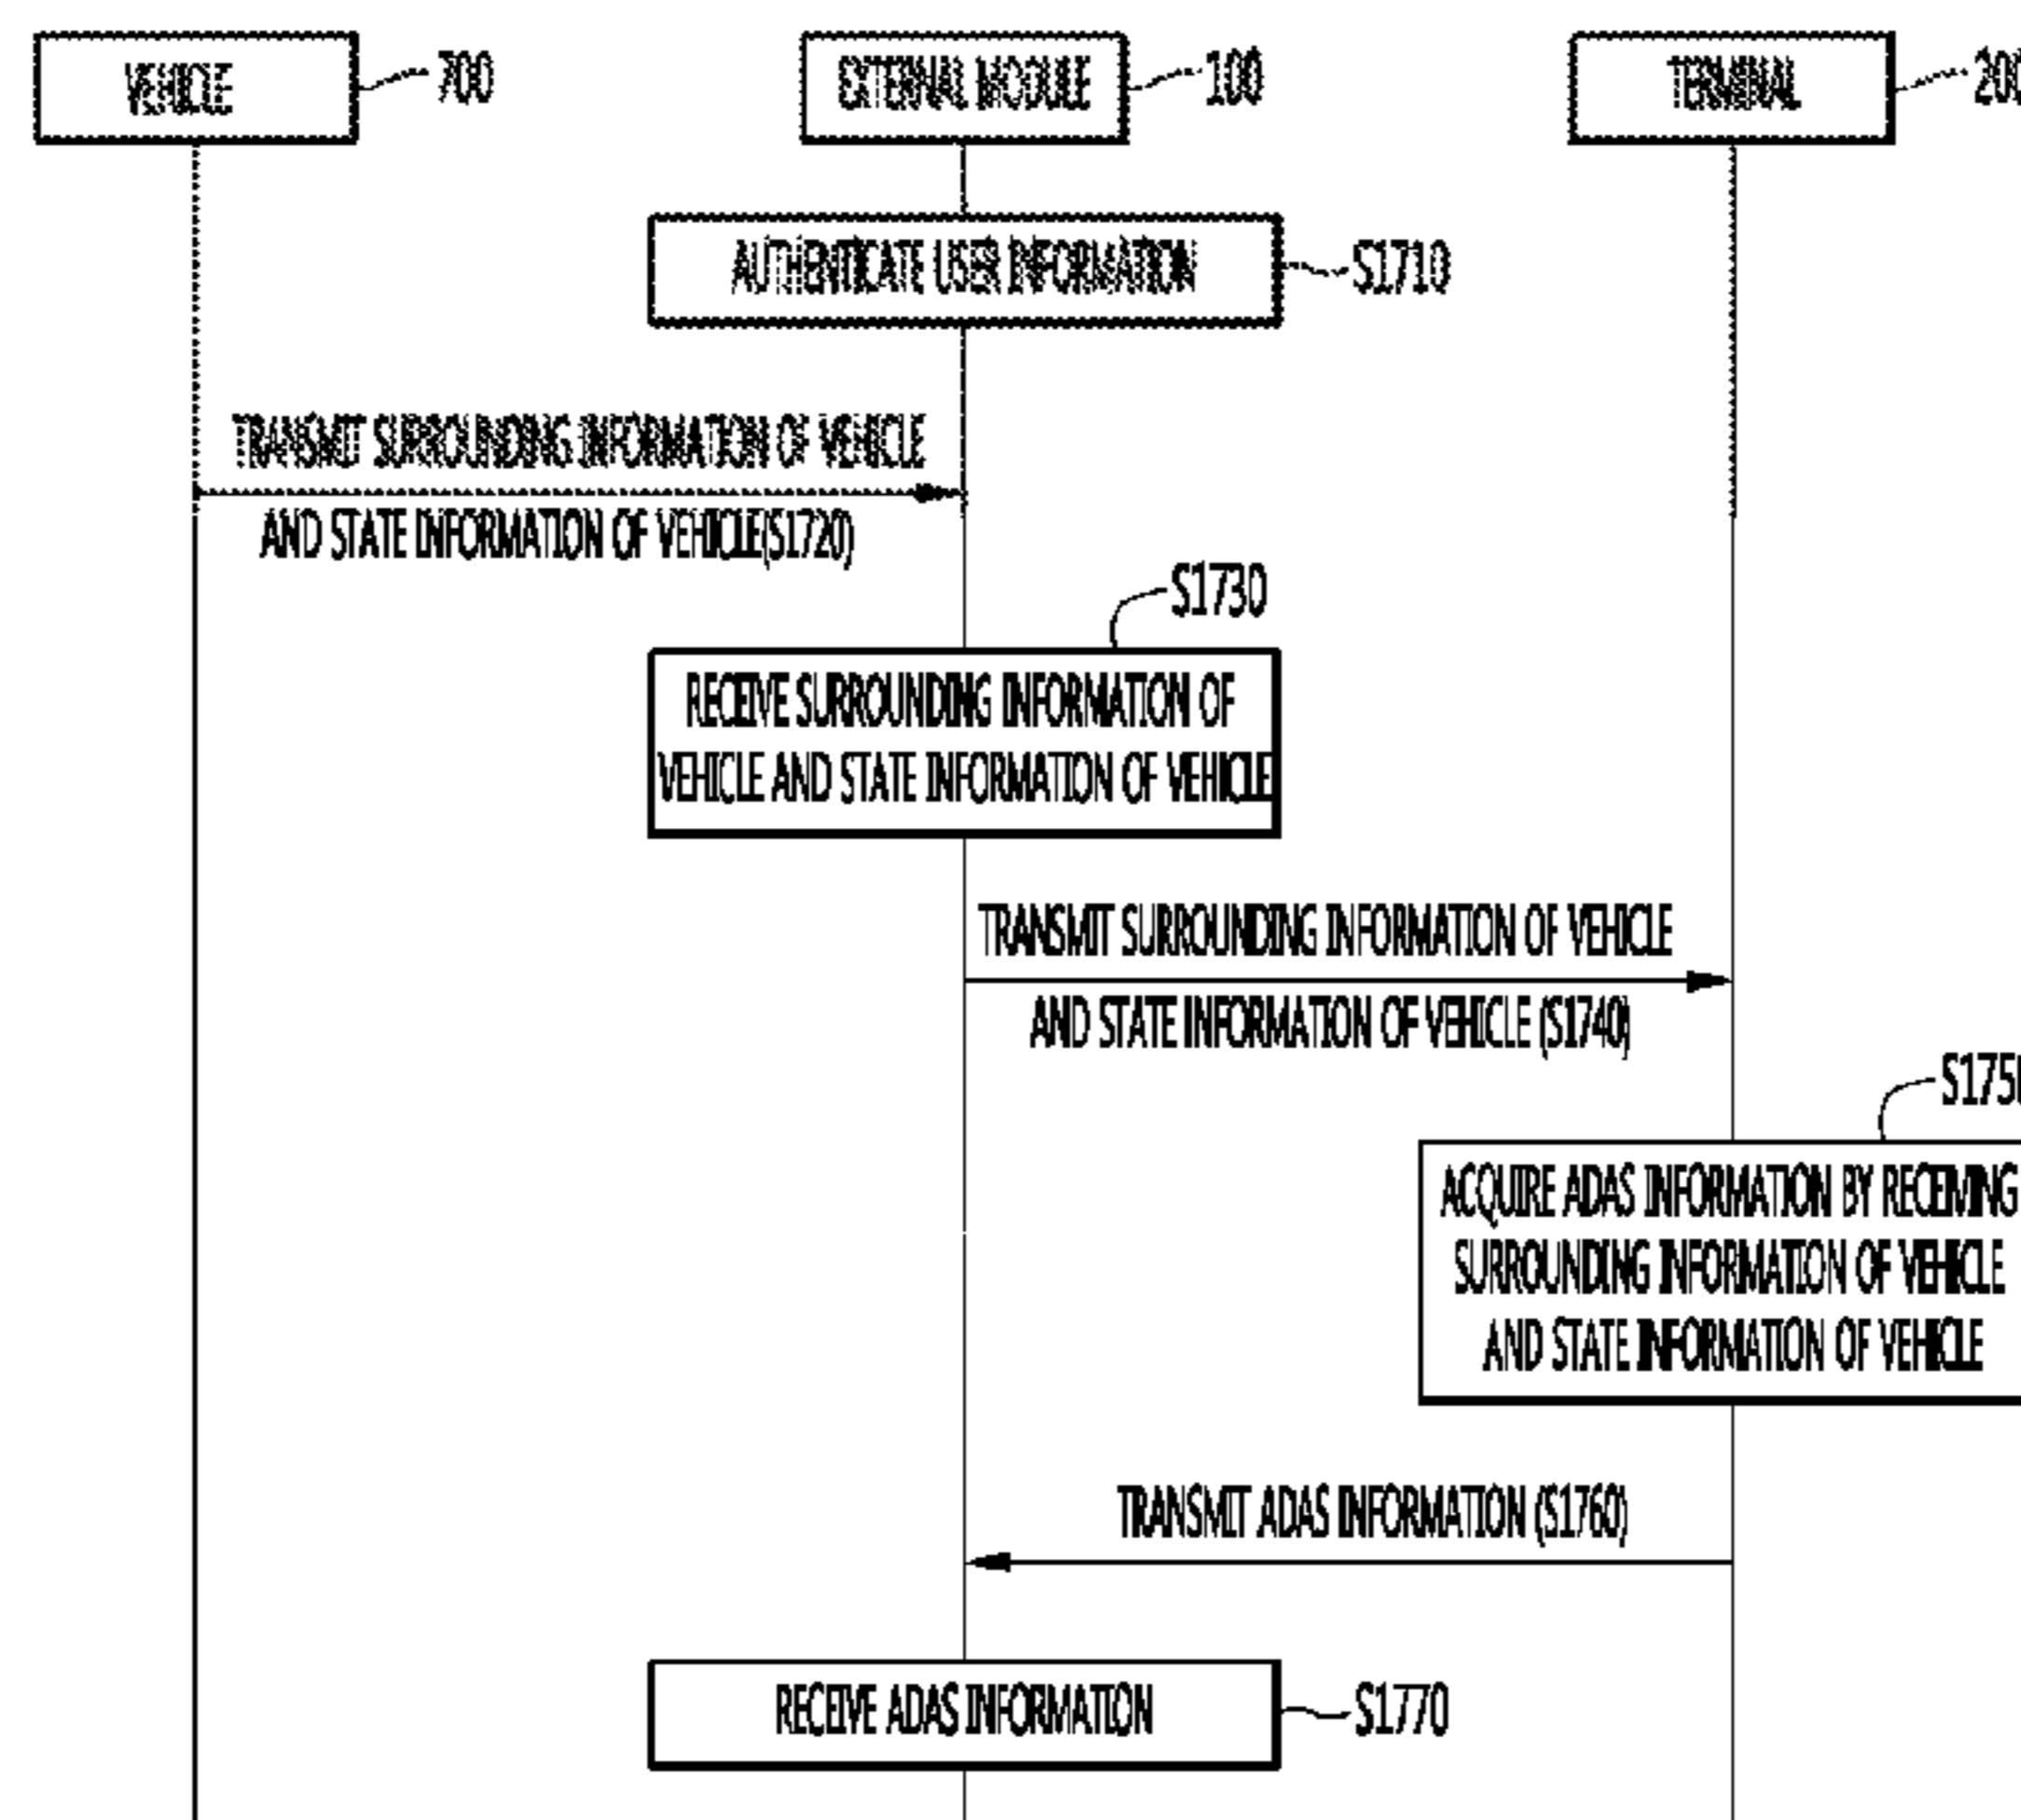 VEHICLE
700
EXTERNAL MODULE
100
TERMINAL
AUTHENTICATE USER INFORMATION
S1710
TRANSMIT SURROUNDING INFORMATION OF VEHICLE
AND STATE INFORMATION OF VEHICLE(S1720)
S1730
RECEIVE SURROUNDING INFORMATION OF
VEHICLE AND STATE INFORMATION OF VEHICLE
TRANSMIT SURROUNDING INFORMATION OF VEHICLE
AND STATE INFORMATION OF VEHICLE (S1740)
ACQUIRE ADAS INFORMATION BY RECEIVING
SURROUNDING INFORMATION OF VEHICLE
AND STATE INFORMATION OF VEHICLE
TRANSMIT ADAS INFORMATION (S1760)
RECEIVE ADAS INFORMATION
S1770